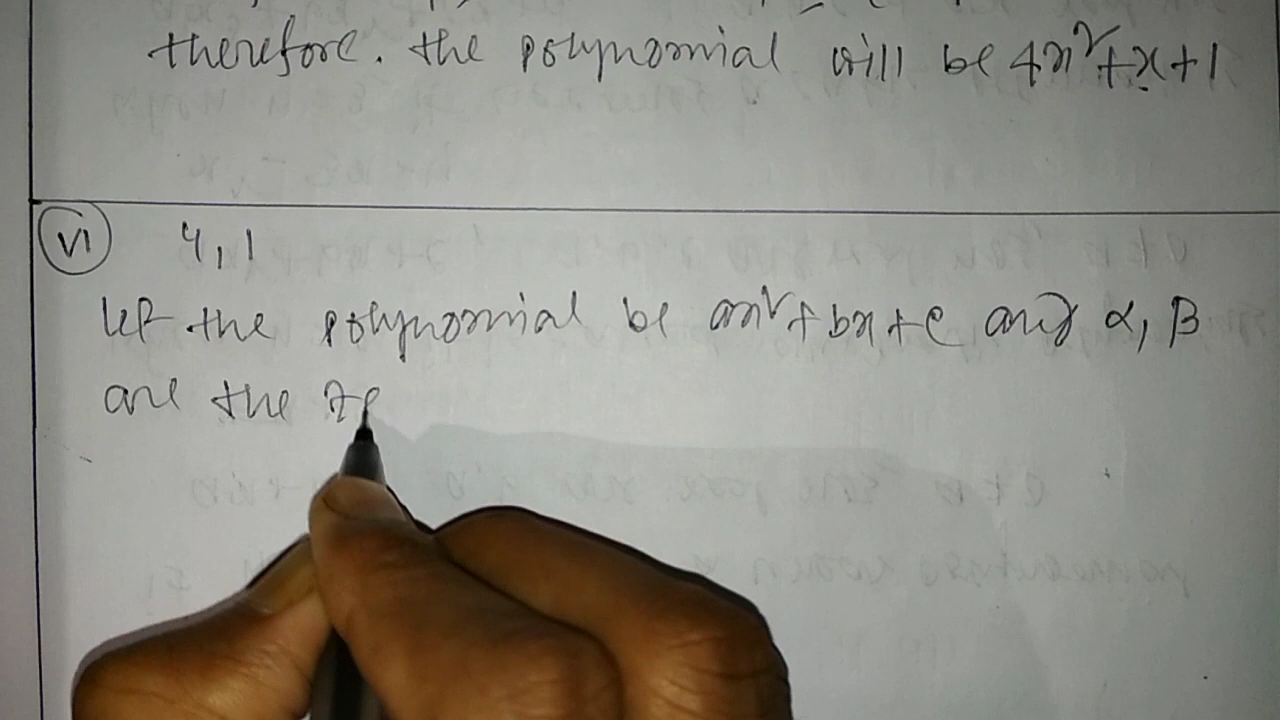 therefore. the polynomial will be 4x²+x+1
(vi) 4,1
let the polynomial be ax²+bx+c and α, β
are the ze